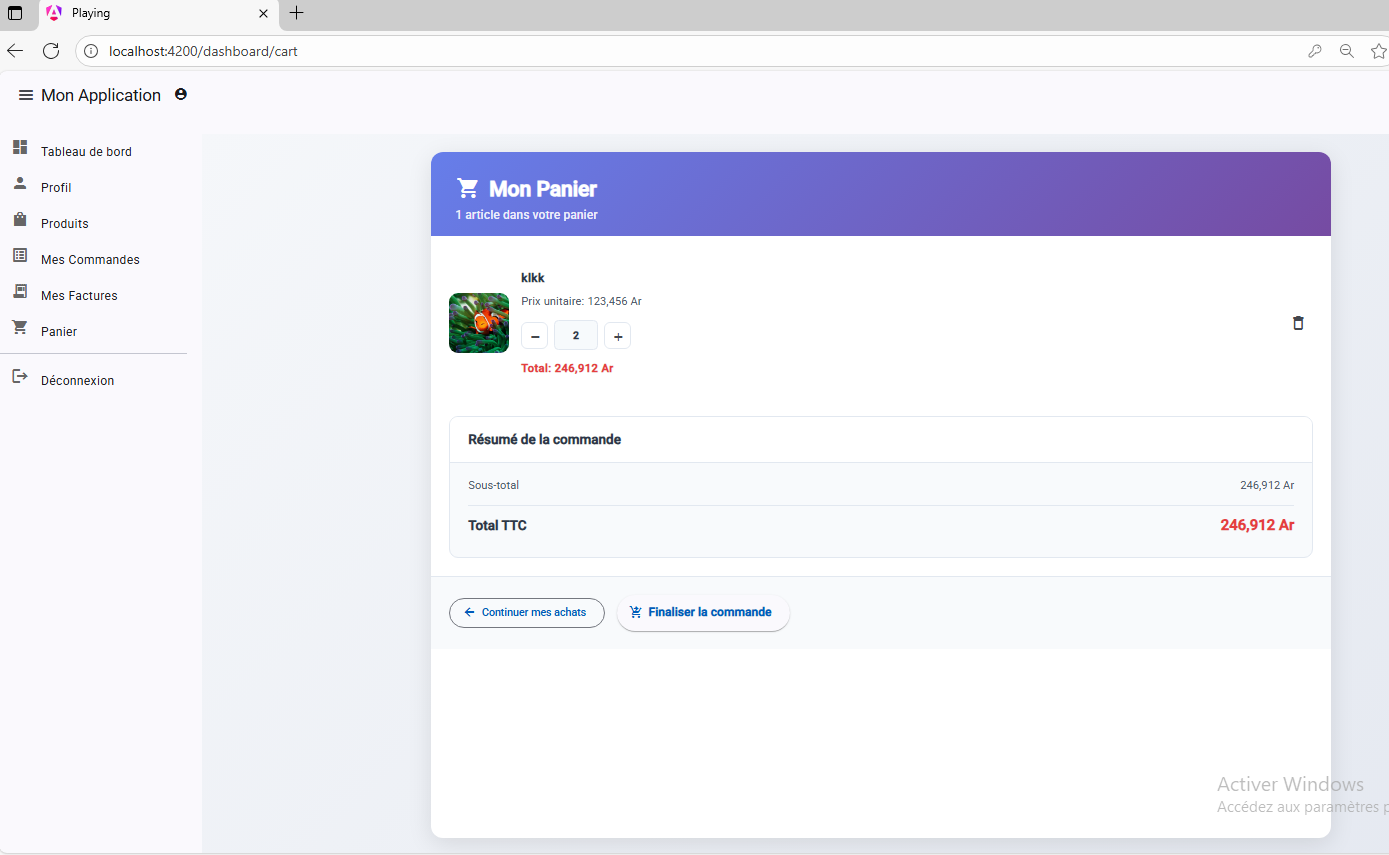 Playing
localhost:4200/dashboard/cart
Mon Application
Tableau de bord
Profil
Produits
Mes Commandes
Mes Factures
Panier
Déconnexion
Mon Panier
1 article dans votre panier
klkk
Prix unitaire: 123,456 Ar
2
Total: 246,912 Ar
Résumé de la commande
Sous-total 246,912 Ar
Total TTC 246,912 Ar
Continuer mes achats Finaliser la commande
Activer Windows
Accédez aux paramètres p